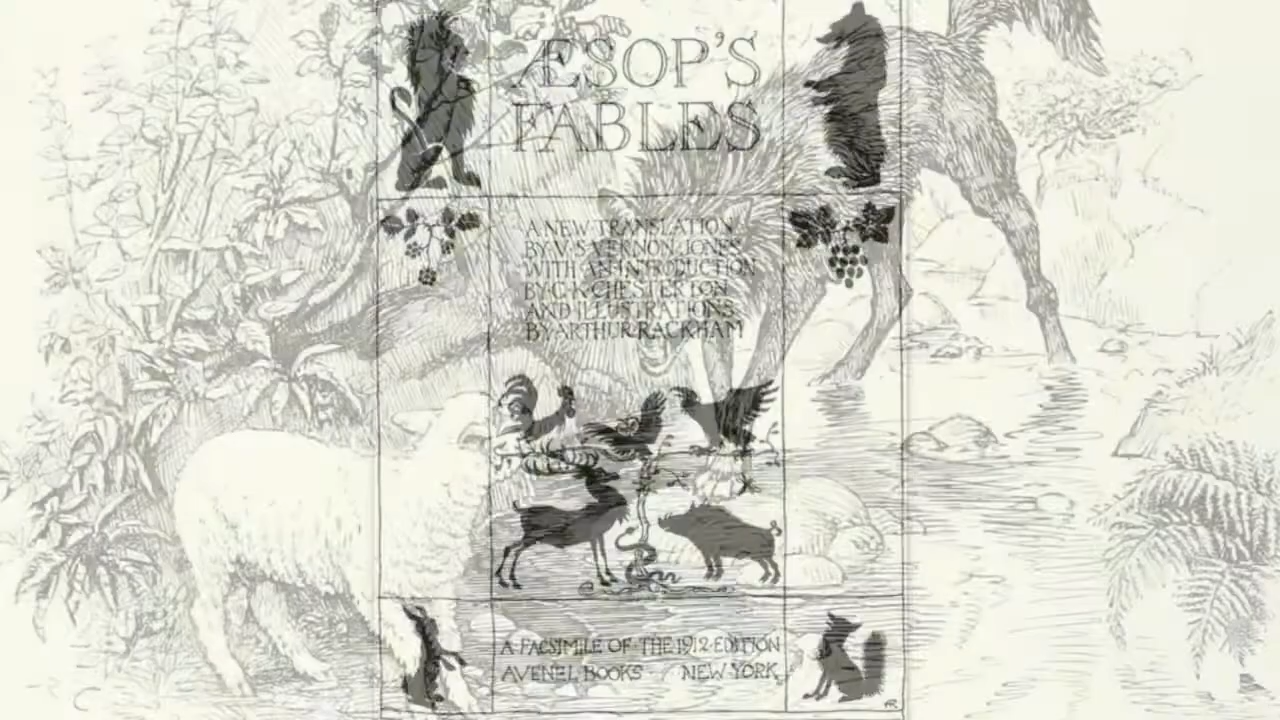 ÆSOP'S
FABLES
A NEW TRANSLATION
BY V. S. VERNON JONES
WITH AN INTRODUCTION
BY G. K. CHESTERTON
AND ILLUSTRATIONS
BY ARTHUR RACKHAM
A FACSIMILE OF THE 1912 EDITION
AVENEL BOOKS / NEW YORK
AR